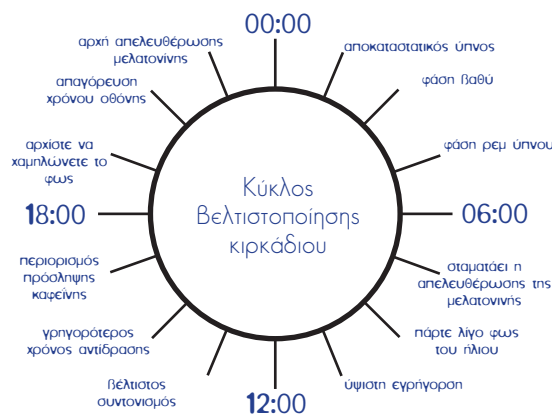 00:00
αποκαταστατικός ύπνος
φάση βαθύ
φάση ρεμ ύπνου
06:00
σταματάει η
απελευθέρωσης της
μελατονινής
πάρτε λίγο φως
του ήλιου
ύψιστη εγρήγορση
12:00
βέλτιστος
συντονισμός
γρηγορότερος
χρόνος αντίδρασης
περιορισμός
πρόσληψης
καφεΐνης
18:00
αρχίστε να
χαμηλώνετε το
φως
απαγόρευση
χρόνου οθόνης
αρχή απελευθέρωσης
μελατονίνης
Κύκλος
Βελτιστοποίησης
κιρκάδιου